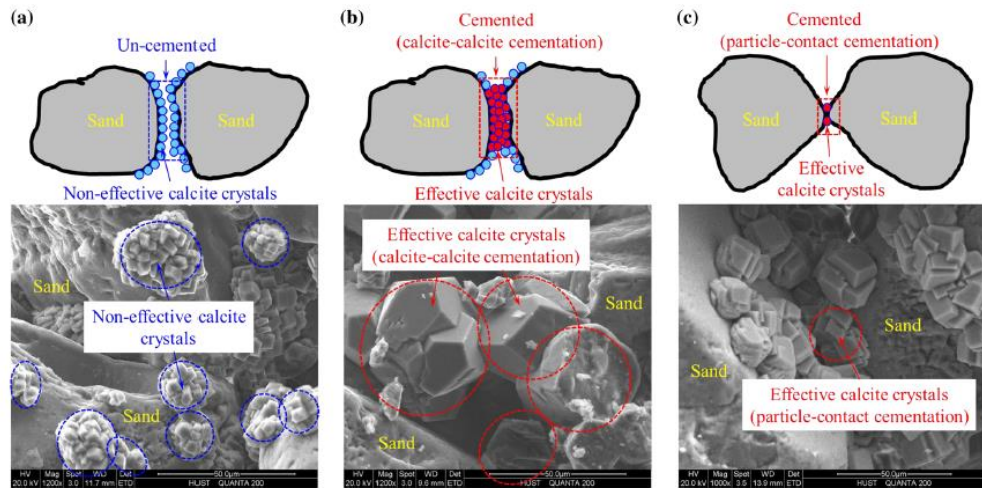 (a)
Un-cemented
Sand
Sand
Non-effective calcite crystals
Sand
Non-effective calcite
crystals
Sand
HV Mag Spot WD Det
20.0 kV 1200x 3.0 11.7 mm ETD
50.0μm
HUST QUANTA 200
(b)
Cemented
(calcite-calcite cementation)
Sand
Sand
Effective calcite crystals
Effective calcite crystals
(calcite-calcite cementation)
Sand
Sand
HV Mag Spot WD Det
20.0 kV 1200x 3.0 9.6 mm ETD
50.0μm
HUST QUANTA 200
(c)
Cemented
(particle-contact cementation)
Sand
Sand
Effective
calcite crystals
Sand
Sand
Effective calcite crystals
(particle-contact cementation)
HV Mag Spot WD Det
20.0 kV 1000x 3.5 13.9 mm ETD
50.0μm
HUST QUANTA 200